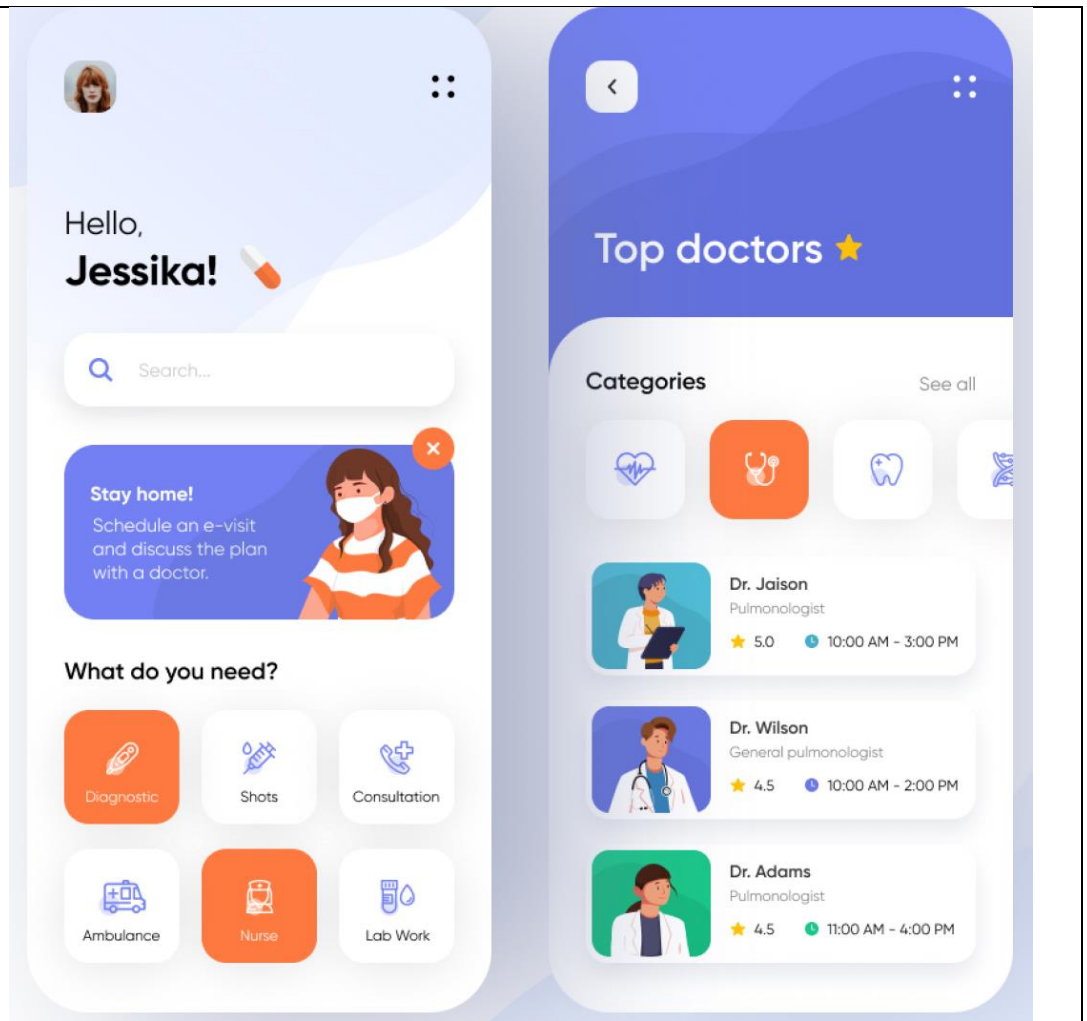 Hello,
Jessika!
Search...
Stay home!
Schedule an e-visit
and discuss the plan
with a doctor.
What do you need?
Diagnostic
Shots
Consultation
Ambulance
Nurse
Lab Work
Top doctors
Categories
See all
Dr. Jaison
Pulmonologist
5.0 10:00 AM - 3:00 PM
Dr. Wilson
General pulmonologist
4.5 10:00 AM - 2:00 PM
Dr. Adams
Pulmonologist
4.5 11:00 AM - 4:00 PM